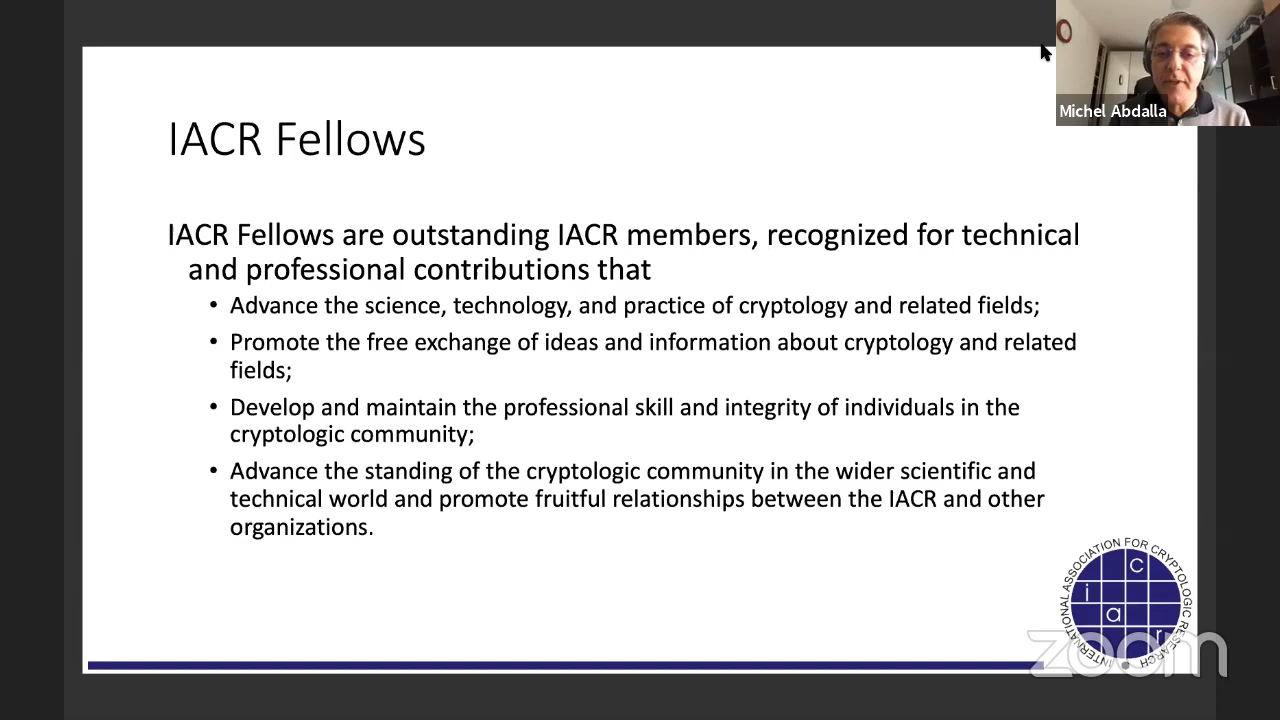 Michel Abdalla
IACR Fellows
IACR Fellows are outstanding IACR members, recognized for technical
and professional contributions that
• Advance the science, technology, and practice of cryptology and related fields;
• Promote the free exchange of ideas and information about cryptology and related
fields;
• Develop and maintain the professional skill and integrity of individuals in the
cryptologic community;
• Advance the standing of the cryptologic community in the wider scientific and
technical world and promote fruitful relationships between the IACR and other
organizations.
INTERNATIONAL ASSOCIATION FOR CRYPTOLOGIC RESEARCH
c
i
a
r
zoom